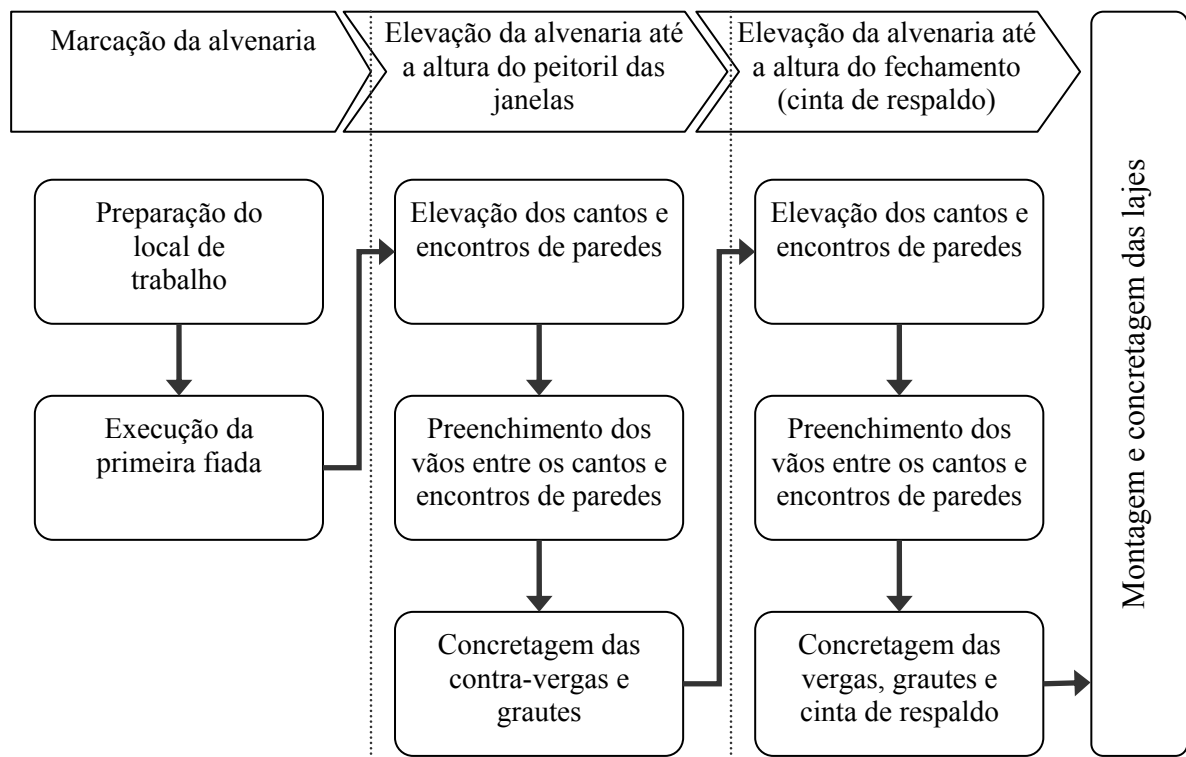 Marcação da alvenaria
Elevação da alvenaria até
a altura do peitoril das
janelas
Elevação da alvenaria até
a altura do fechamento
(cinta de respaldo)
Preparação do
local de
trabalho
Execução da
primeira fiada
Elevação dos cantos e
encontros de paredes
Preenchimento dos
vãos entre os cantos e
encontros de paredes
Concretagem das
contra-vergas e
grautes
Elevação dos cantos e
encontros de paredes
Preenchimento dos
vãos entre os cantos e
encontros de paredes
Concretagem das
vergas, grautes e
cinta de respaldo
Montagem e concretagem das lajes